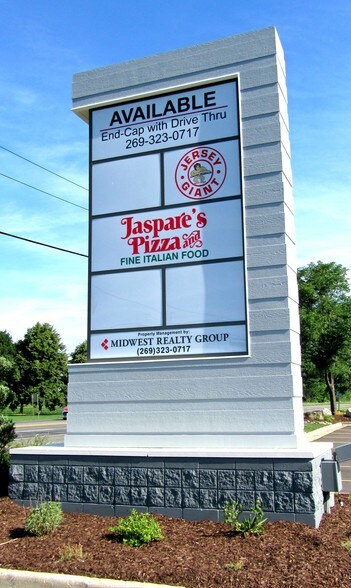 AVAILABLE
End-Cap with Drive Thru
269-323-0717
JERSEY
GIANT
Jaspare's
Pizza and
FINE ITALIAN FOOD
Property Management by:
MIDWEST REALTY GROUP
(269)323-0717